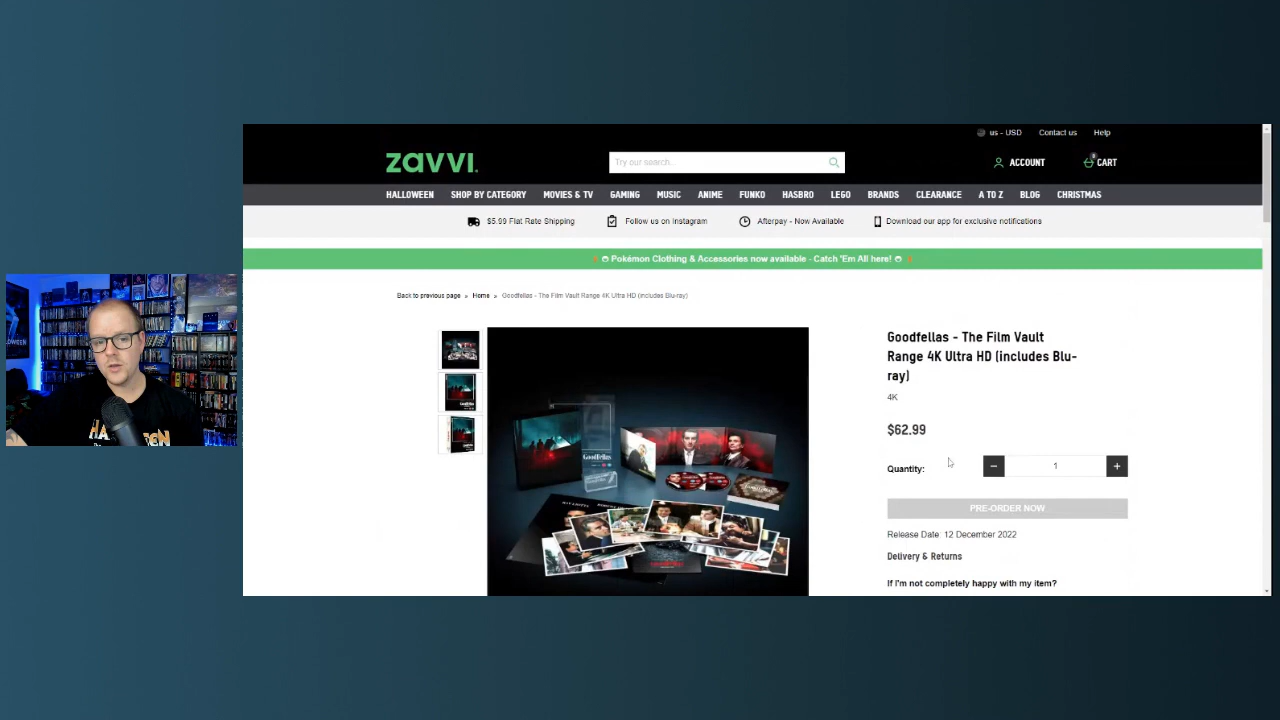 us - USD
Contact us
Help
zavvi.
Try our search...
ACCOUNT
0
CART
HALLOWEEN
SHOP BY CATEGORY
MOVIES & TV
GAMING
MUSIC
ANIME
FUNKO
HASBRO
LEGO
BRANDS
CLEARANCE
A TO Z
BLOG
CHRISTMAS
$5.99 Flat Rate Shipping
Follow us on Instagram
Afterpay - Now Available
Download our app for exclusive notifications
Pokémon Clothing & Accessories now available - Catch 'Em All here!
Back to previous page » Home » Goodfellas - The Film Vault Range 4K Ultra HD (includes Blu-ray)
Goodfellas - The Film Vault
Range 4K Ultra HD (includes Blu-
ray)
4K
$62.99
Quantity:
1
PRE-ORDER NOW
Release Date: 12 December 2022
Delivery & Returns
If I'm not completely happy with my item?
Goodfellas